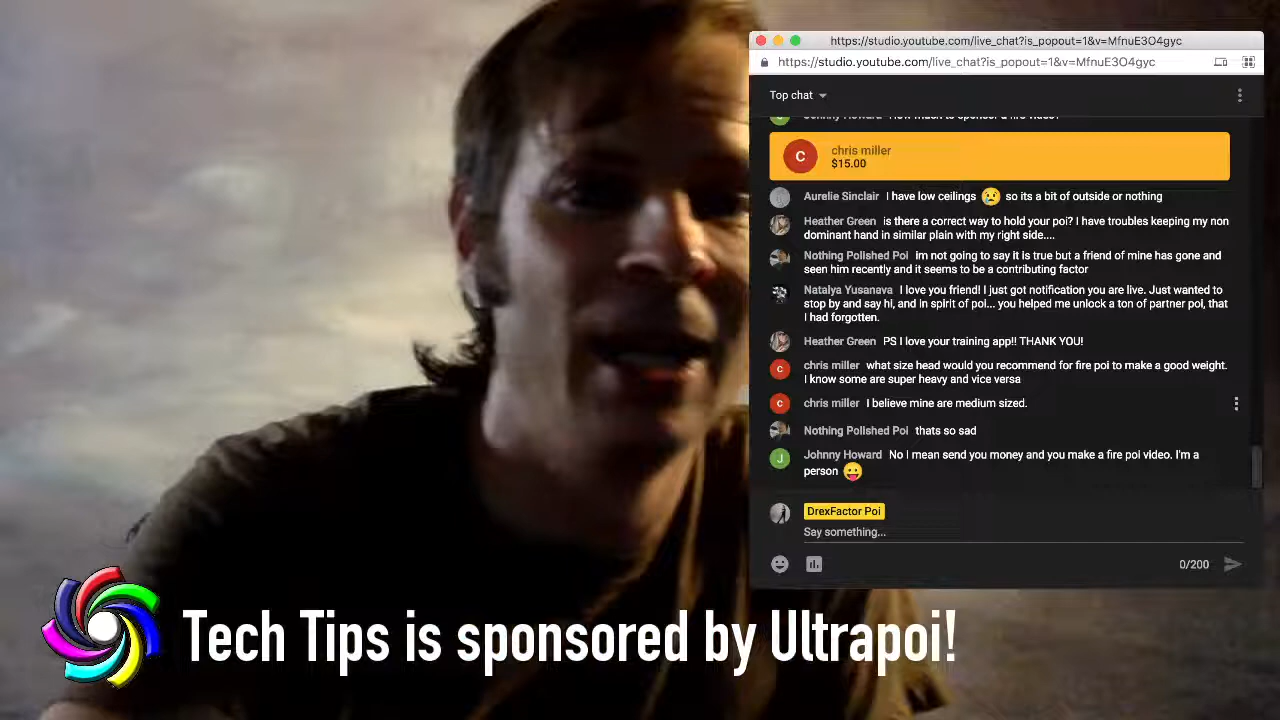 https://studio.youtube.com/live_chat?is_popout=1&v=MfnuE3O4gyc
https://studio.youtube.com/live_chat?is_popout=1&v=MfnuE3O4gyc
Top chat
Johnny Howard How much to sponsor a fire video?
C
chris miller
$15.00
Aurelie Sinclair I have low ceilings 😢 so its a bit of outside or nothing
Heather Green is there a correct way to hold your poi? I have troubles keeping my non
dominant hand in similar plain with my right side....
Nothing Polished Poi im not going to say it is true but a friend of mine has gone and
seen him recently and it seems to be a contributing factor
Natalya Yusanava I love you friend! I just got notification you are live. Just wanted to
stop by and say hi, and in spirit of poi... you helped me unlock a ton of partner poi, that
I had forgotten.
Heather Green PS I love your training app!! THANK YOU!
C chris miller what size head would you recommend for fire poi to make a good weight.
I know some are super heavy and vice versa
C chris miller I believe mine are medium sized.
Nothing Polished Poi thats so sad
J Johnny Howard No I mean send you money and you make a fire poi video. I'm a
person 😛
DrexFactor Poi
Say something...
0/200
Tech Tips is sponsored by Ultrapoi!